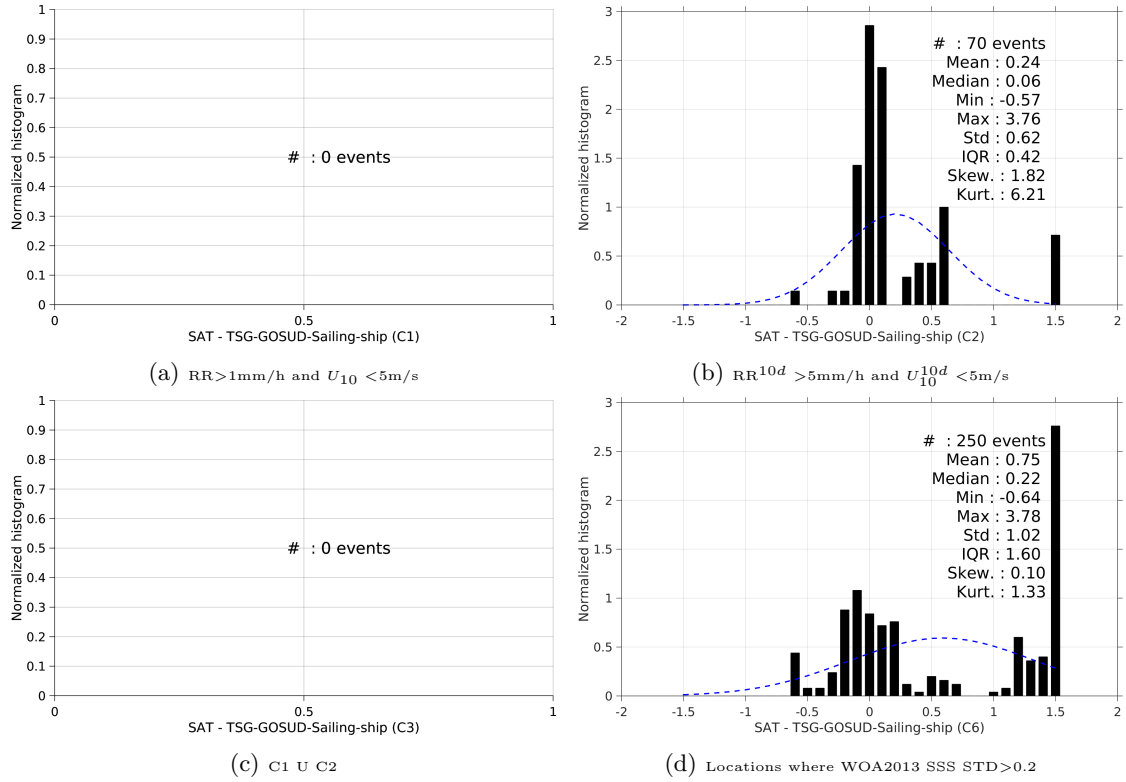 1
0.9
0.8
0.7
0.6
0.5
0.4
0.3
0.2
0.1
0
Normalized histogram
# : 0 events
0 0.5 1
SAT - TSG-GOSUD-Sailing-ship (C1)
(a) RR>1mm/h and U10 <5m/s
3
2.5
2
1.5
1
0.5
0
Normalized histogram
# : 70 events
Mean : 0.24
Median : 0.06
Min : -0.57
Max : 3.76
Std : 0.62
IQR : 0.42
Skew. : 1.82
Kurt. : 6.21
-2 -1.5 -1 -0.5 0 0.5 1 1.5 2
SAT - TSG-GOSUD-Sailing-ship (C2)
(b) RR10d >5mm/h and U10d10 <5m/s
1
0.9
0.8
0.7
0.6
0.5
0.4
0.3
0.2
0.1
0
Normalized histogram
# : 0 events
0 0.5 1
SAT - TSG-GOSUD-Sailing-ship (C3)
(c) C1 U C2
3
2.5
2
1.5
1
0.5
0
Normalized histogram
# : 250 events
Mean : 0.75
Median : 0.22
Min : -0.64
Max : 3.78
Std : 1.02
IQR : 1.60
Skew. : 0.10
Kurt. : 1.33
-2 -1.5 -1 -0.5 0 0.5 1 1.5 2
SAT - TSG-GOSUD-Sailing-ship (C6)
(d) Locations where WOA2013 SSS STD>0.2